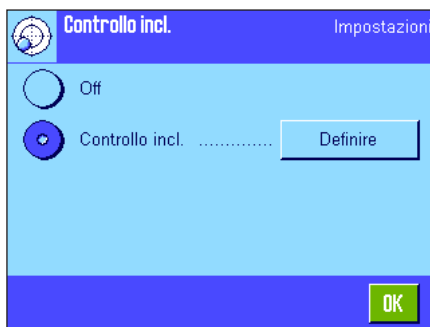 Controllo incl. Impostazioni
Off
Controllo incl. .............. Definire
OK